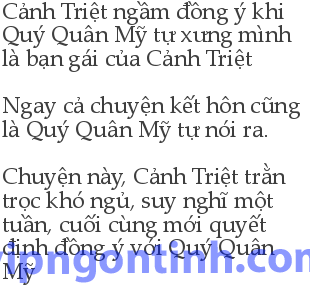 Cảnh Triệt ngầm đồng ý khi
Quý Quân Mỹ tự xưng mình
là bạn gái của Cảnh Triệt
Ngay cả chuyện kết hôn cũng
là Quý Quân Mỹ tự nói ra.
Chuyện này, Cảnh Triệt trằn
trọc khó ngủ, suy nghĩ một
tuần, cuối cùng mới quyết
định đồng ý với Quý Quân
Mỹ
vipngontinh.com